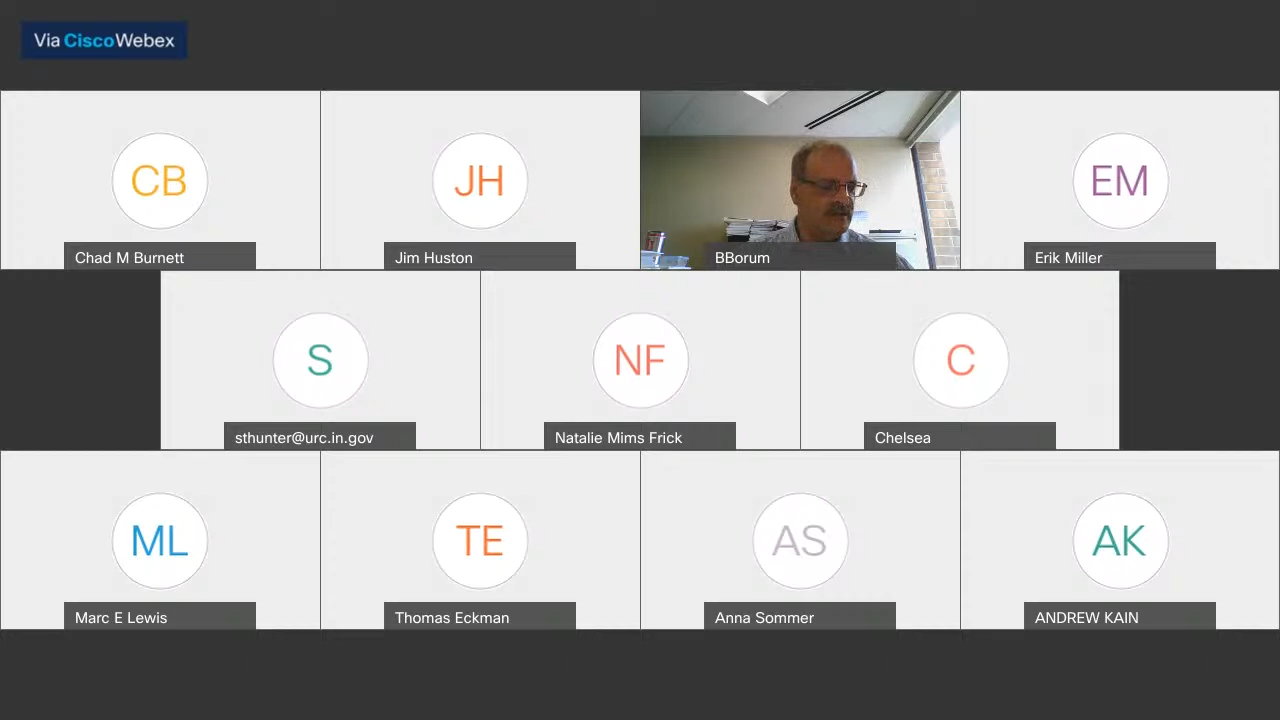 Via CiscoWebex
CB
JH
EM
Chad M Burnett
Jim Huston
BBorum
Erik Miller
S
NF
C
sthunter@urc.in.gov
Natalie Mims Frick
Chelsea
ML
TE
AS
AK
Marc E Lewis
Thomas Eckman
Anna Sommer
ANDREW KAIN